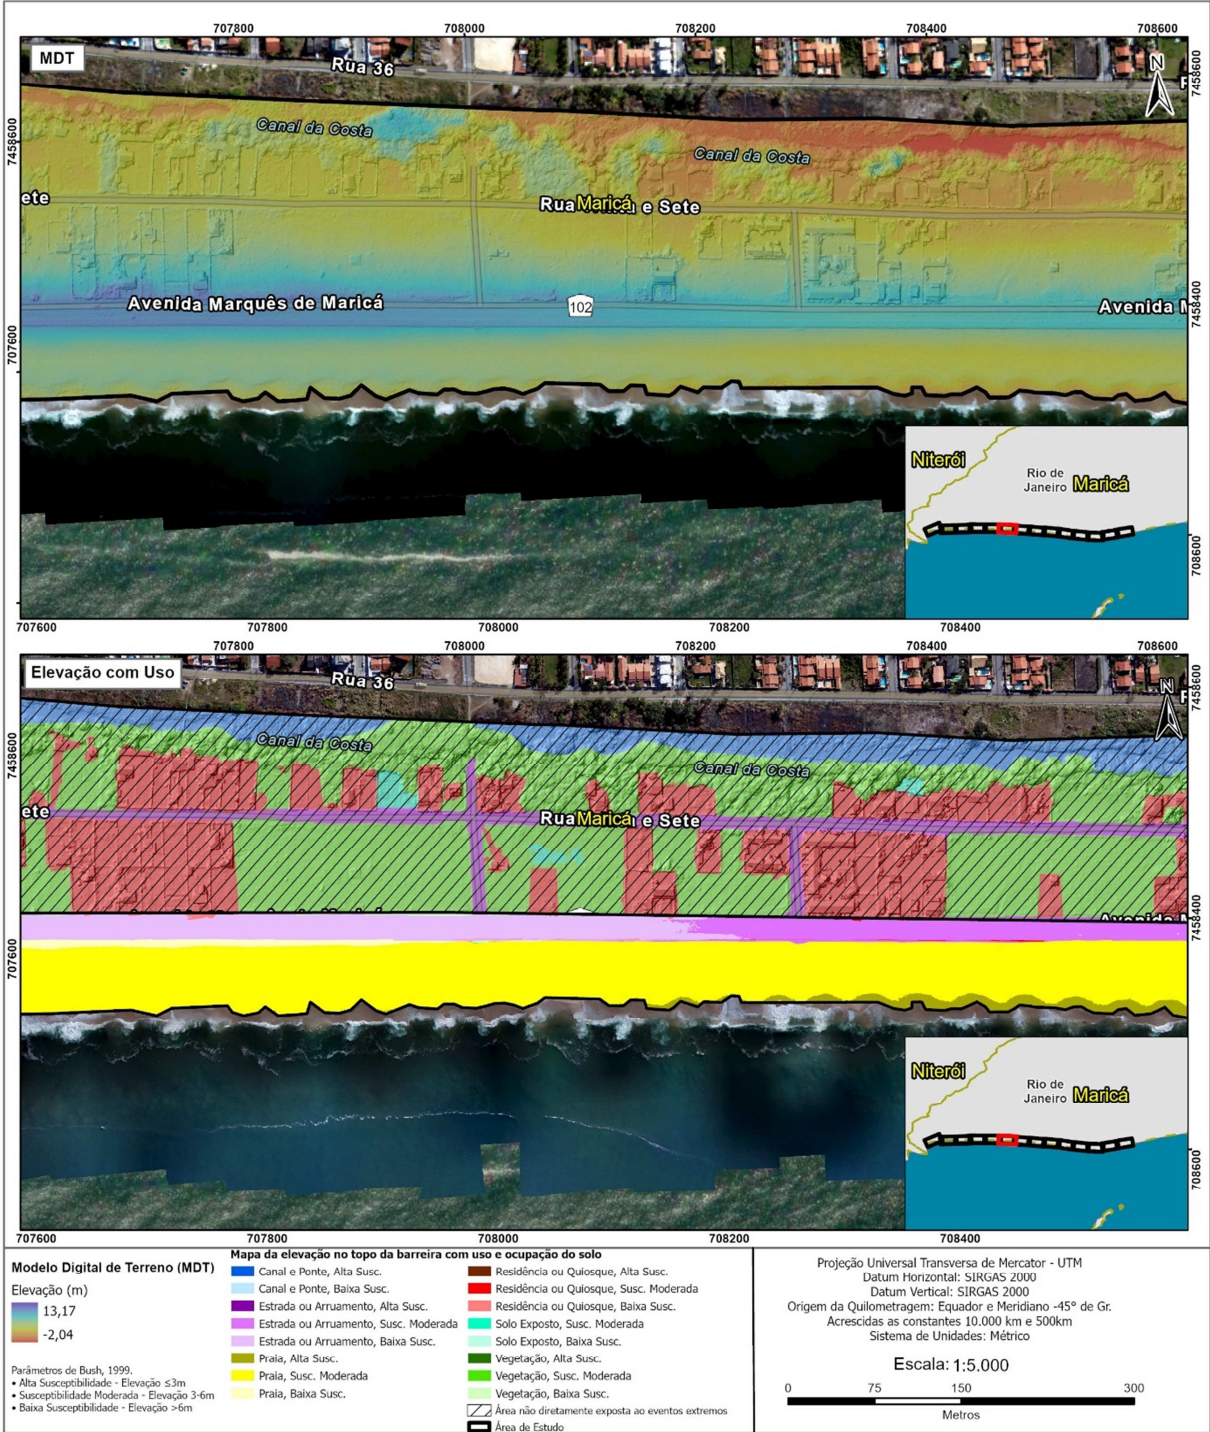 707800
708000
708200
708400
708600
MDT
Rua 36
N
7458600
Canal da Costa
Canal da Costa
7458600
ete
Rua
Maricá
e Sete
Avenida Marquês de Maricá
102
Avenida M
7458400
707600
Niterói
Rio de
Janeiro
Maricá
708600
707600
708000
708200
708400
707800
707800
708000
708200
708400
708600
Elevação com Uso
Rua 36
N
7458600
Canal da Costa
Canal da Costa
7458600
ete
Rua
Maricá
e Sete
Avenida M
7458400
707600
Niterói
Rio de
Janeiro
Maricá
708600
707600
707800
708000
708200
708400
Modelo Digital de Terreno (MDT)
Elevação (m)
13,17
-2,04
Parâmetros de Bush, 1999.
• Alta Susceptibilidade - Elevação ≤3m
• Susceptibilidade Moderada - Elevação 3-6m
• Baixa Susceptibilidade - Elevação >6m
Mapa da elevação no topo da barreira com uso e ocupação do solo
Canal e Ponte, Alta Susc.
Canal e Ponte, Baixa Susc.
Estrada ou Arruamento, Alta Susc.
Estrada ou Arruamento, Susc. Moderada
Estrada ou Arruamento, Baixa Susc.
Praia, Alta Susc.
Praia, Susc. Moderada
Praia, Baixa Susc.
Residência ou Quiosque, Alta Susc.
Residência ou Quiosque, Susc. Moderada
Residência ou Quiosque, Baixa Susc.
Solo Exposto, Susc. Moderada
Solo Exposto, Baixa Susc.
Vegetação, Alta Susc.
Vegetação, Susc. Moderada
Vegetação, Baixa Susc.
Área não diretamente exposta ao eventos extremos
Área de Estudo
Projeção Universal Transversa de Mercator - UTM
Datum Horizontal: SIRGAS 2000
Datum Vertical: SIRGAS 2000
Origem da Quilometragem: Equador e Meridiano -45° de Gr.
Acrescidas as constantes 10.000 km e 500km
Sistema de Unidades: Métrico
Escala: 1:5.000
0 75 150 300
Metros